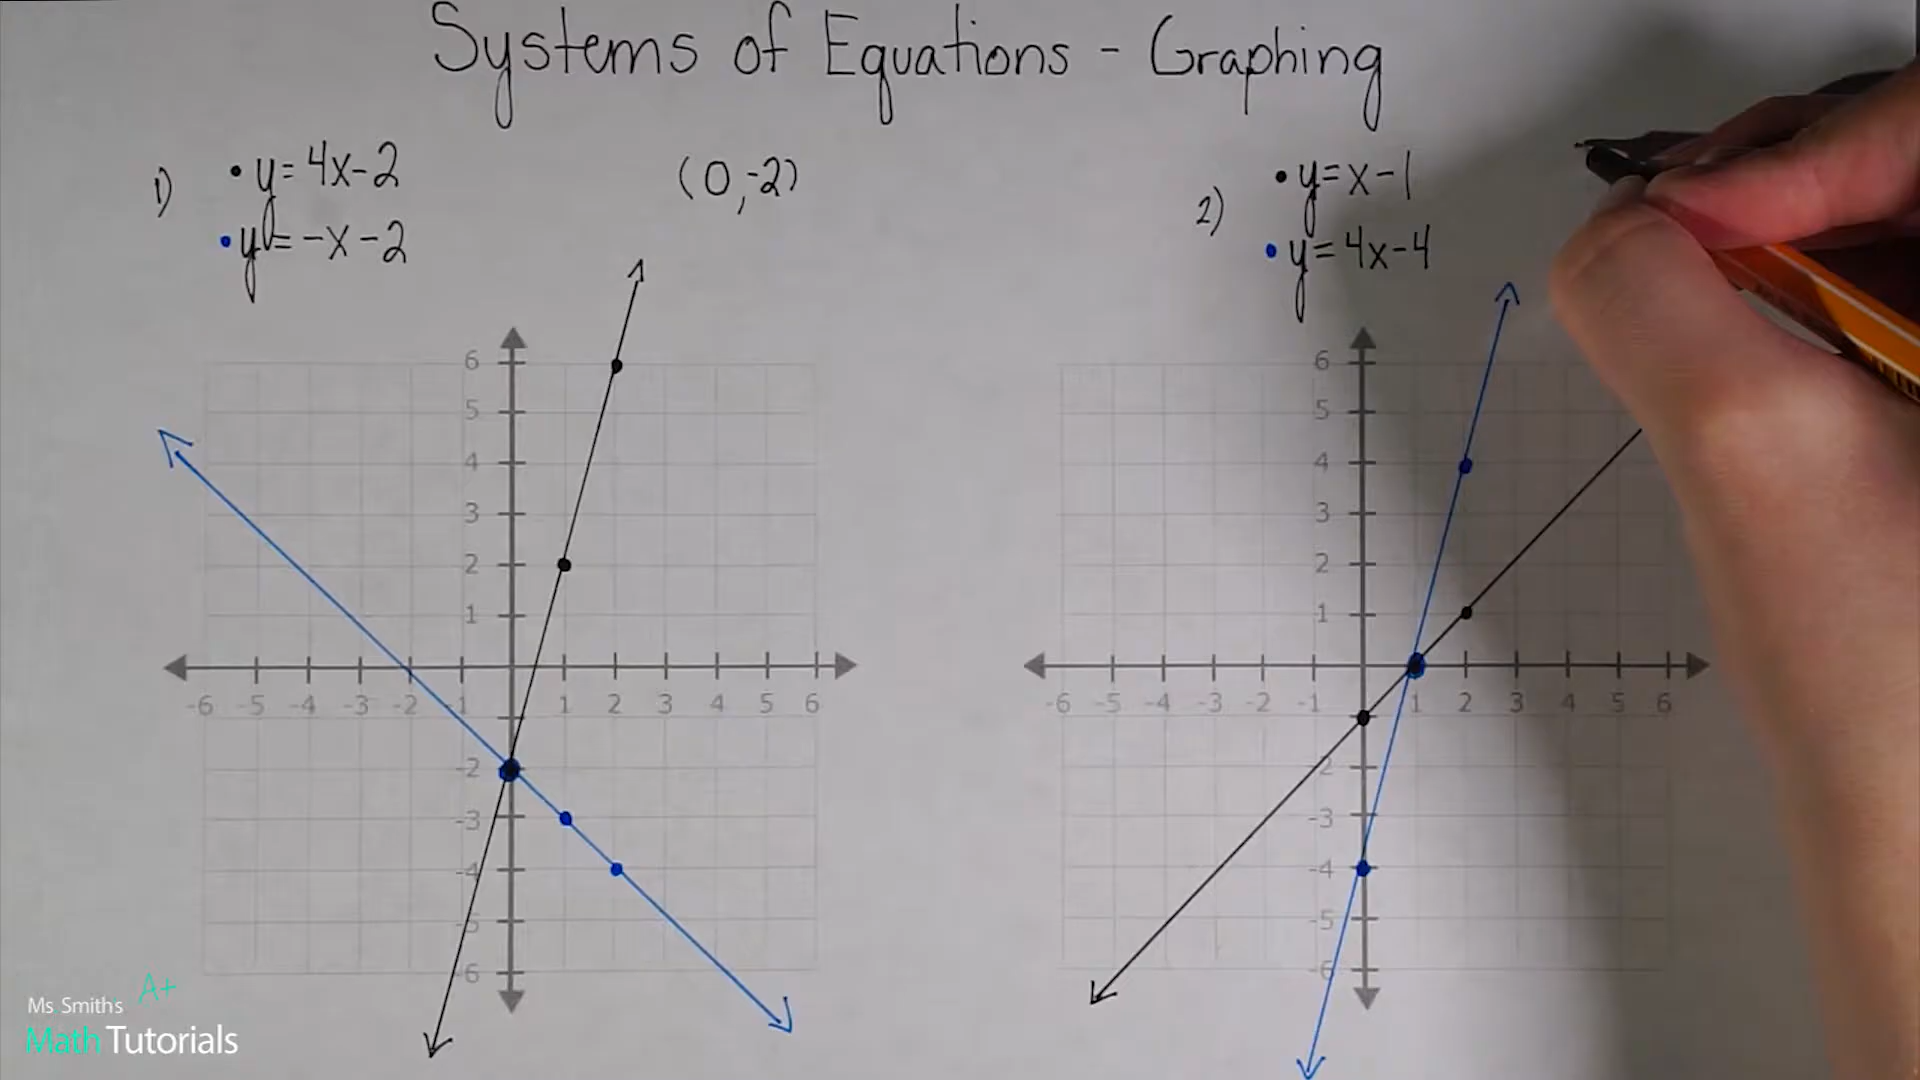 Systems of Equations - Graphing
1)
y = 4x - 2
y = -x - 2
(0, -2)
2)
y = x - 1
y = 4x - 4
6
5
4
3
2
1
-6 -5 -4 -3 -2 -1 1 2 3 4 5 6
-2
-3
-4
-5
-6
6
5
4
3
2
1
-6 -5 -4 -3 -2 -1 1 2 3 4 5 6
-2
-3
-4
-5
-6
Ms Smiths A+
Math Tutorials